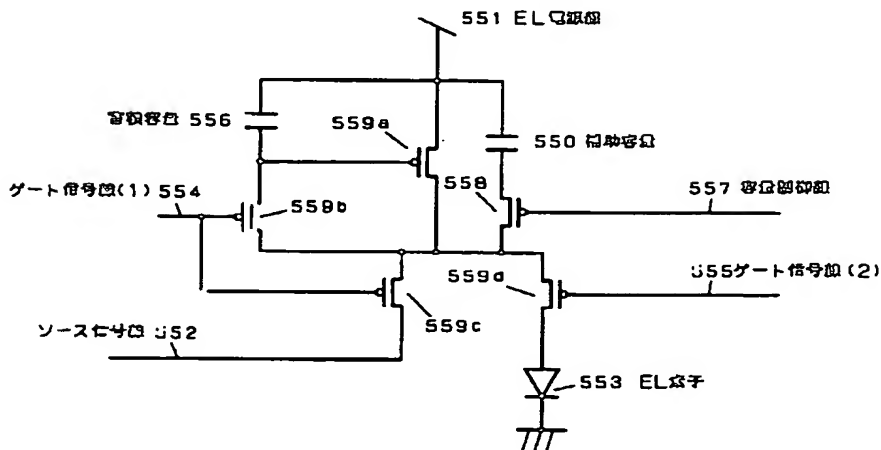 551 EL電源線
蓄積容量 556
559a
550 補助容量
558
557 容量制御線
ゲート信号線(1) 554
559b
559d
555ゲート信号線(2)
559c
ソース信号線 552
553 EL素子